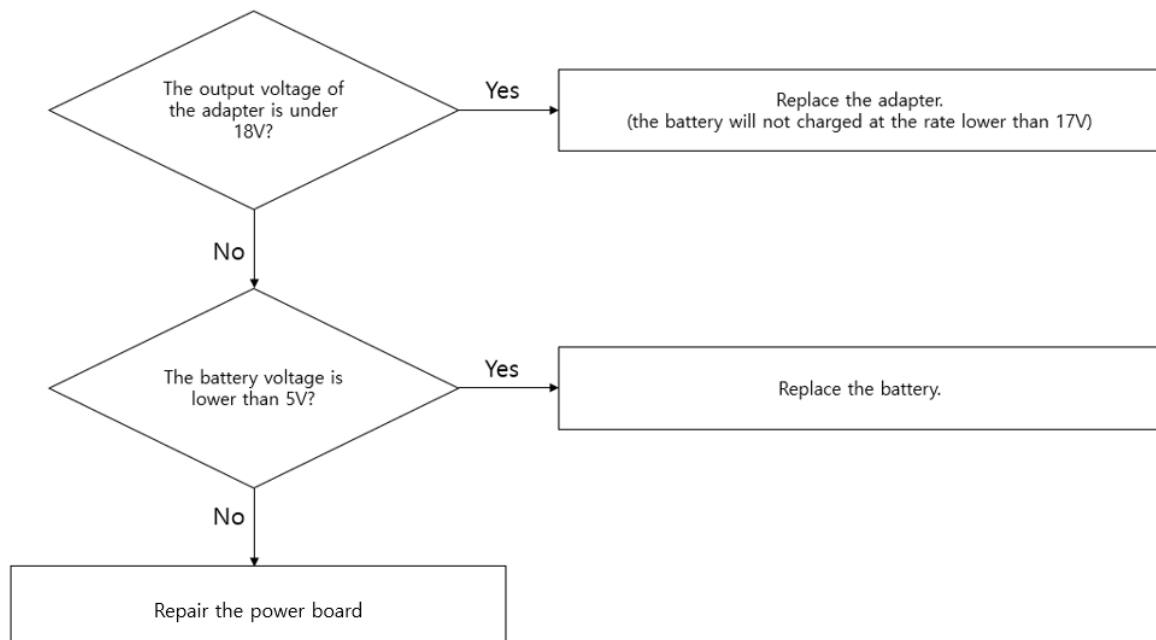 The output voltage of
the adapter is under
18V?
Yes
Replace the adapter.
(the battery will not charged at the rate lower than 17V)
No
The battery voltage is
lower than 5V?
Yes
Replace the battery.
No
Repair the power board